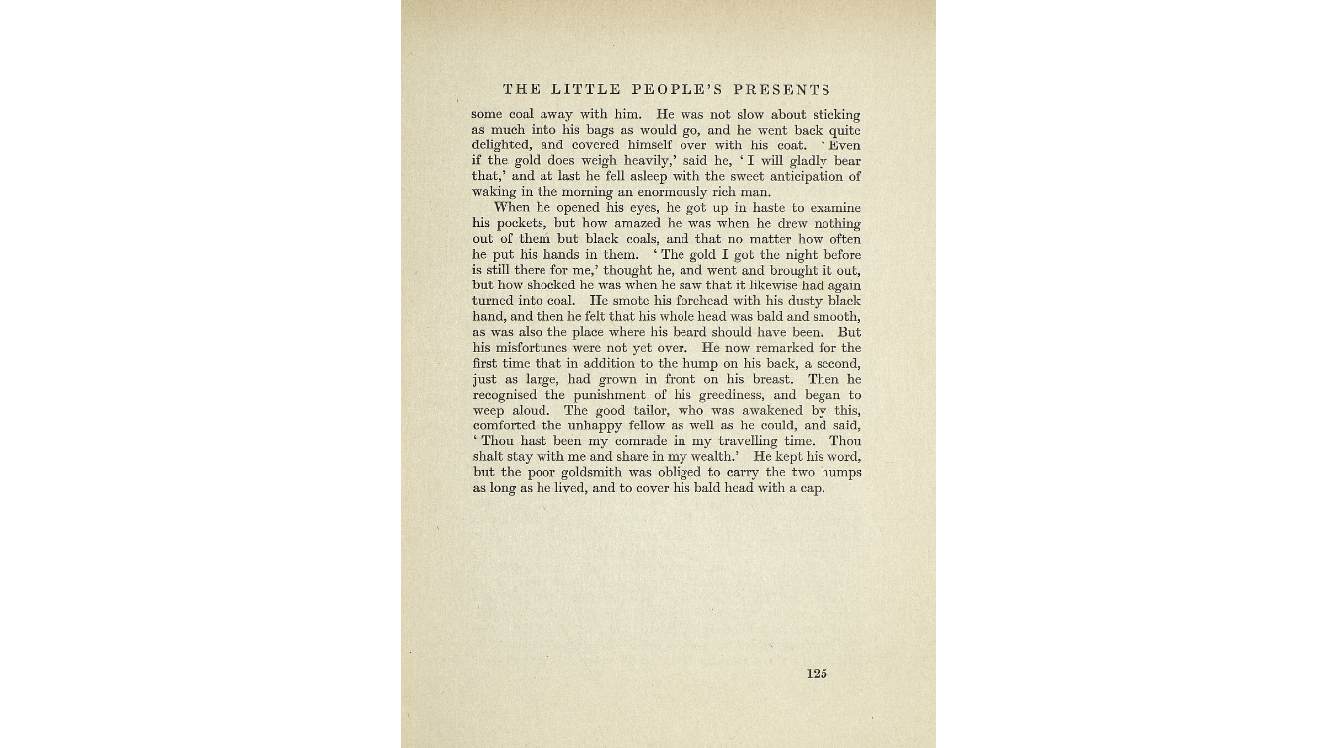 THE LITTLE PEOPLE'S PRESENTS
some coal away with him. He was not slow about sticking
as much into his bags as would go, and he went back quite
delighted, and covered himself over with his coat. ‘Even
if the gold does weigh heavily,’ said he, ‘I will gladly bear
that,’ and at last he fell asleep with the sweet anticipation of
waking in the morning an enormously rich man.
When he opened his eyes, he got up in haste to examine
his pockets, but how amazed he was when he drew nothing
out of them but black coals, and that no matter how often
he put his hands in them. ‘The gold I got the night before
is still there for me,’ thought he, and went and brought it out,
but how shocked he was when he saw that it likewise had again
turned into coal. He smote his forehead with his dusty black
hand, and then he felt that his whole head was bald and smooth,
as was also the place where his beard should have been. But
his misfortunes were not yet over. He now remarked for the
first time that in addition to the hump on his back, a second,
just as large, had grown in front on his breast. Then he
recognised the punishment of his greediness, and began to
weep aloud. The good tailor, who was awakened by this,
comforted the unhappy fellow as well as he could, and said,
‘Thou hast been my comrade in my travelling time. Thou
shalt stay with me and share in my wealth.’ He kept his word,
but the poor goldsmith was obliged to carry the two humps
as long as he lived, and to cover his bald head with a cap.
125